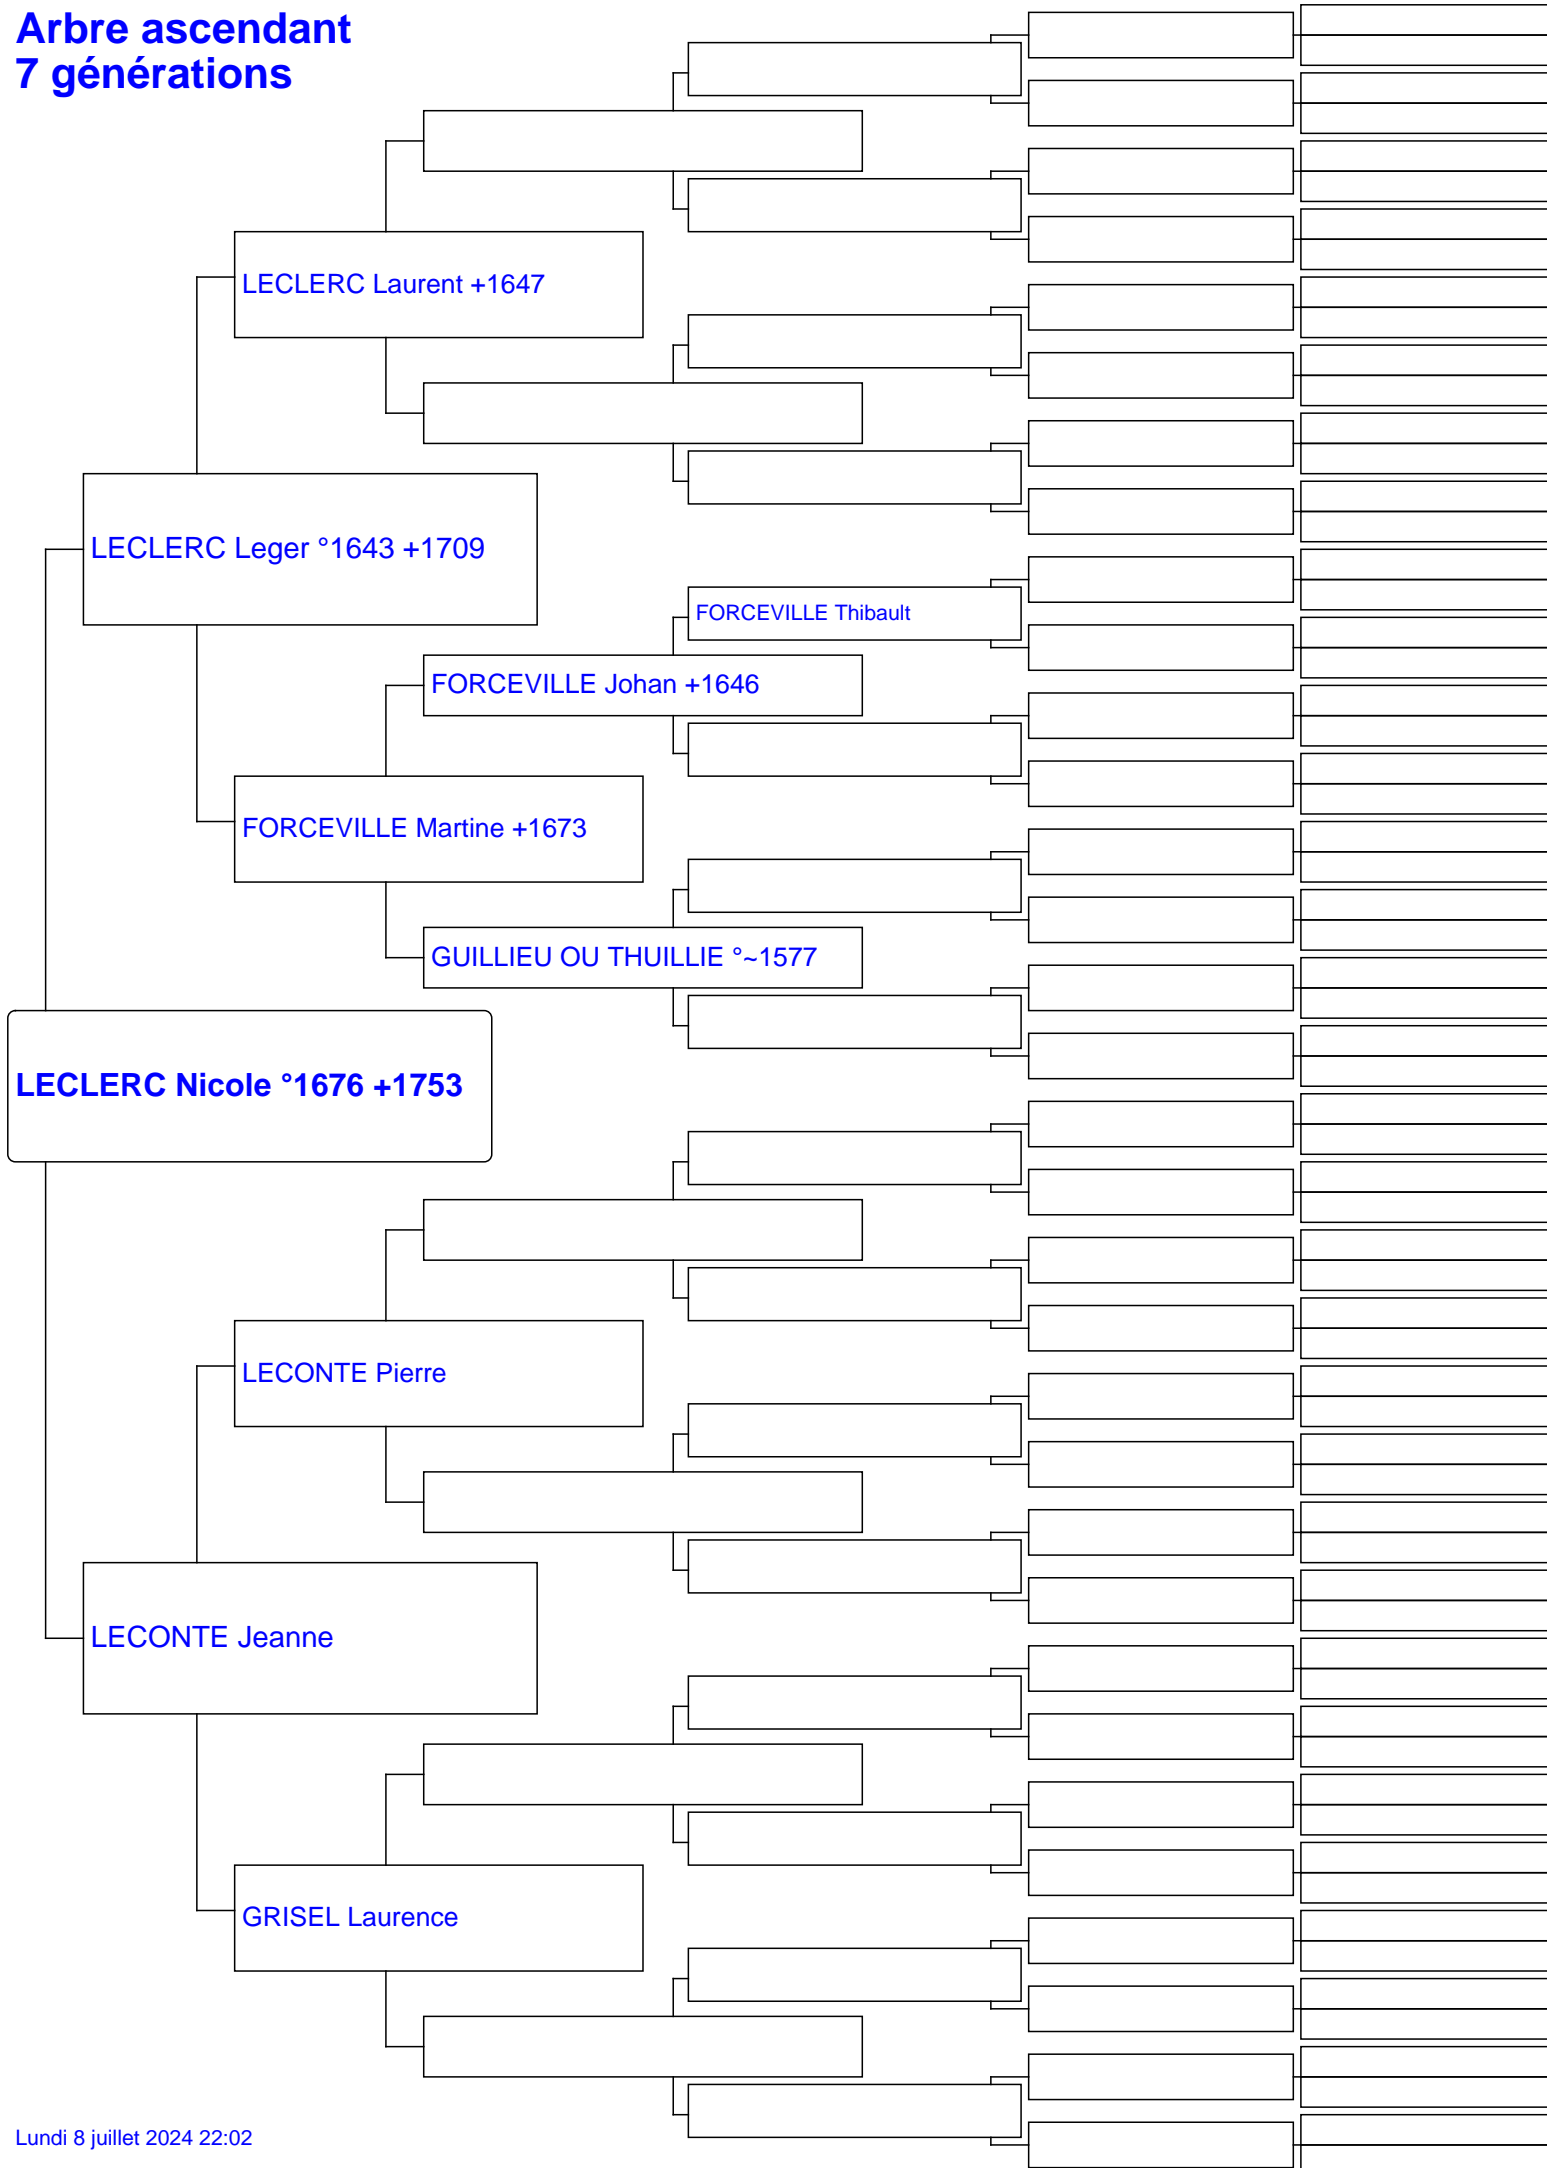 Arbre ascendant
7 générations
LECLERC Laurent +1647
LECLERC Leger °1643 +1709
FORCEVILLE Thibault
FORCEVILLE Johan +1646
FORCEVILLE Martine +1673
GUILLIEU OU THUILLIE °~1577
LECLERC Nicole °1676 +1753
LECONTE Pierre
LECONTE Jeanne
GRISEL Laurence
Lundi 8 juillet 2024 22:02